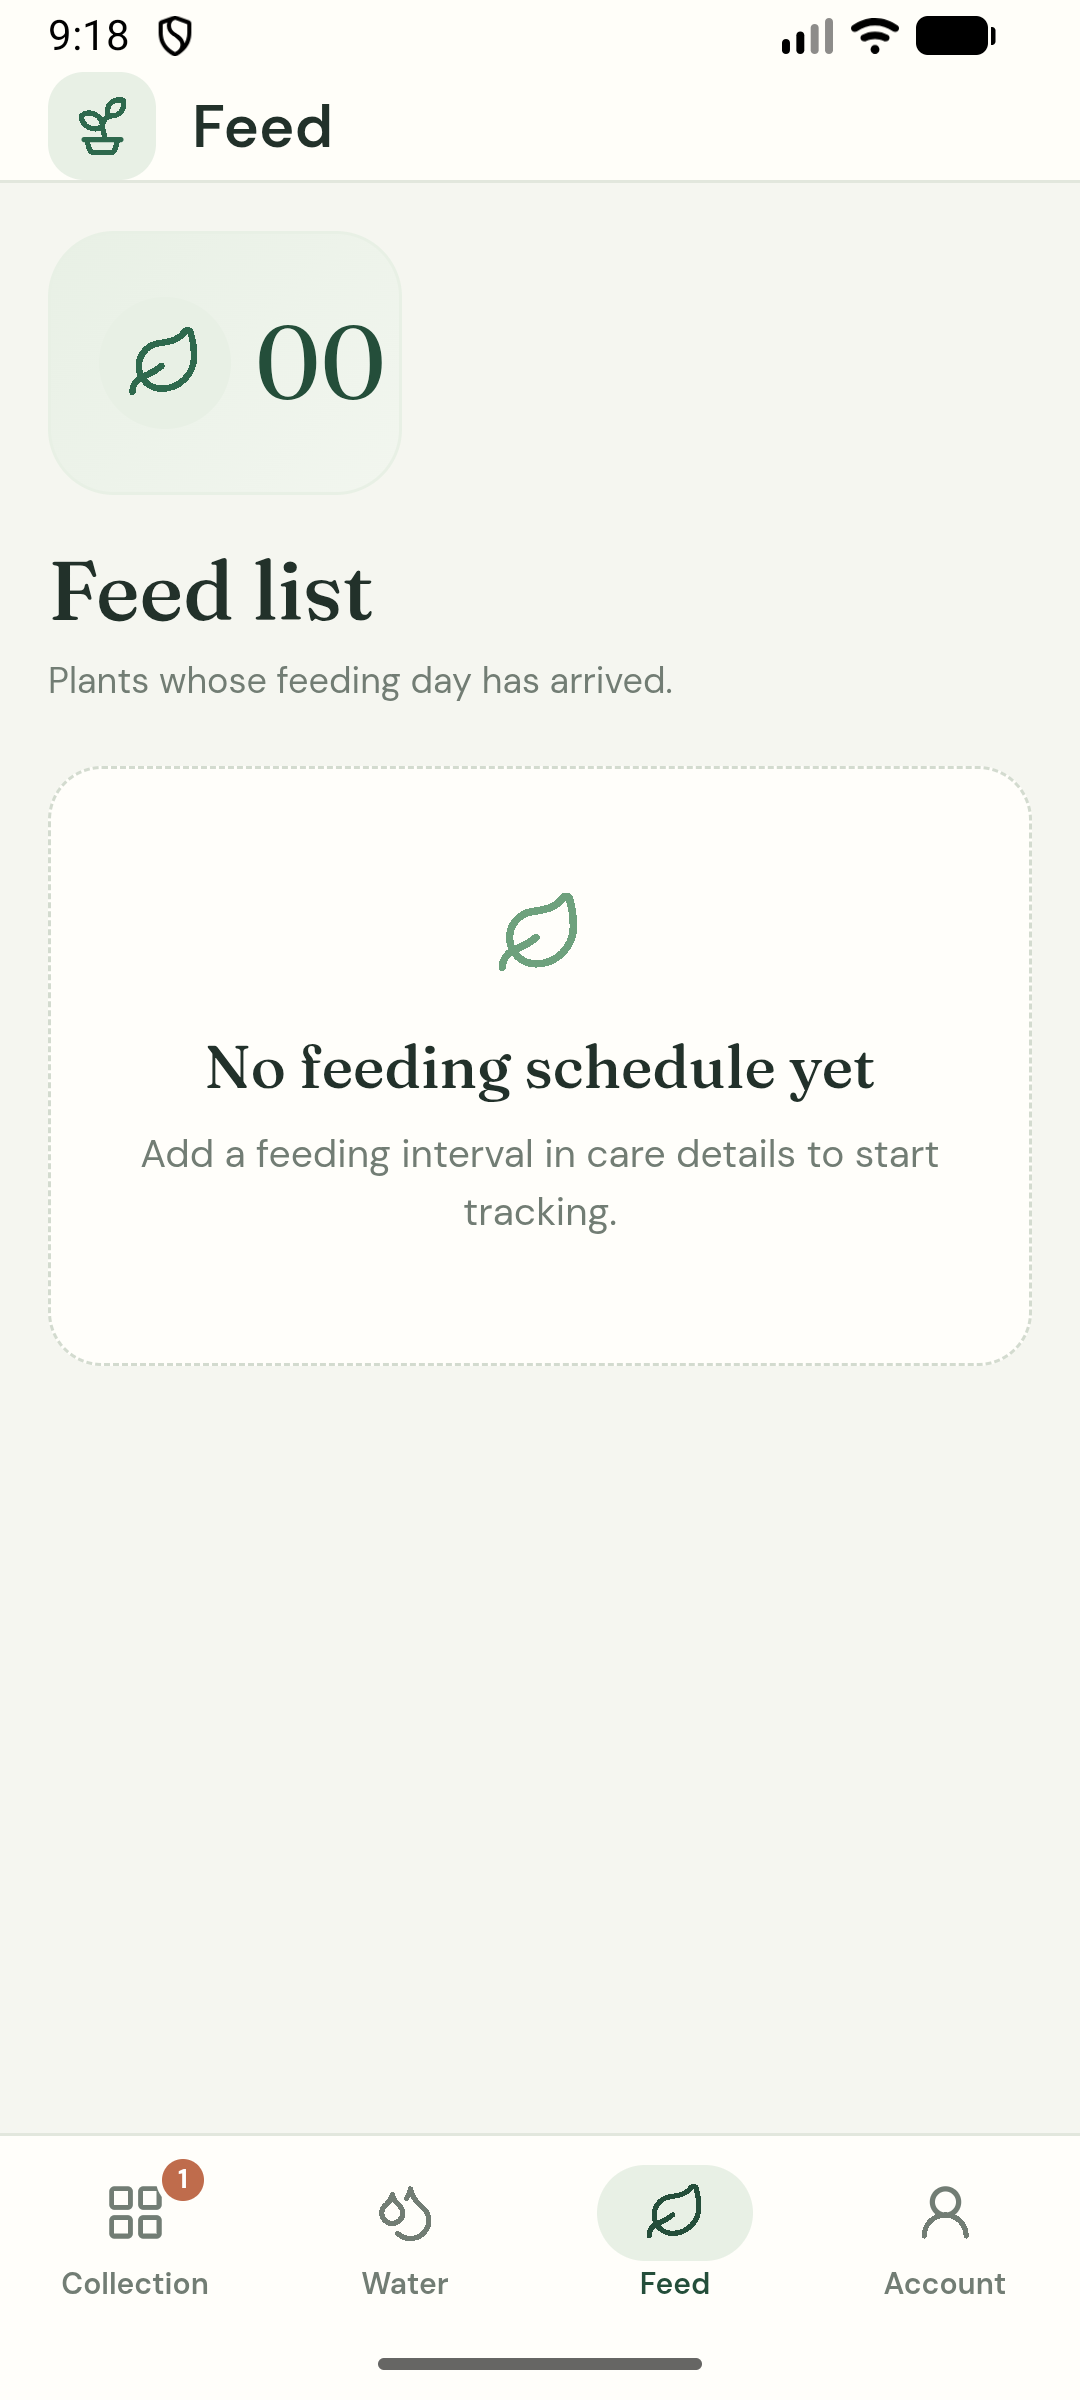 9:18
Feed
00
Feed list
Plants whose feeding day has arrived.
No feeding schedule yet
Add a feeding interval in care details to start
tracking.
1
Collection
Water
Feed
Account